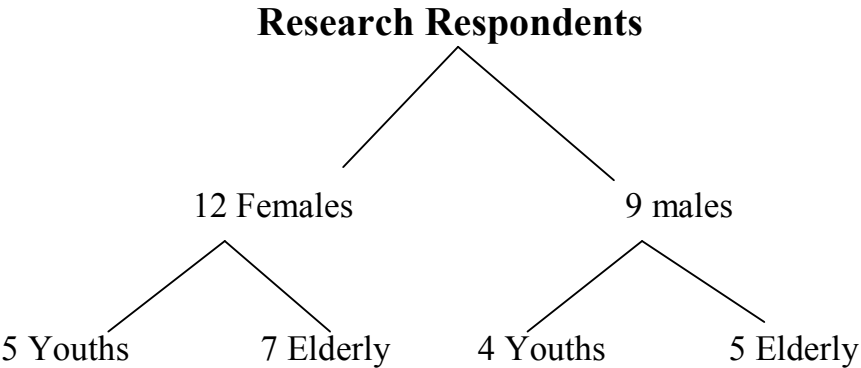 Research Respondents
12 Females 9 males
5 Youths 7 Elderly 4 Youths 5 Elderly